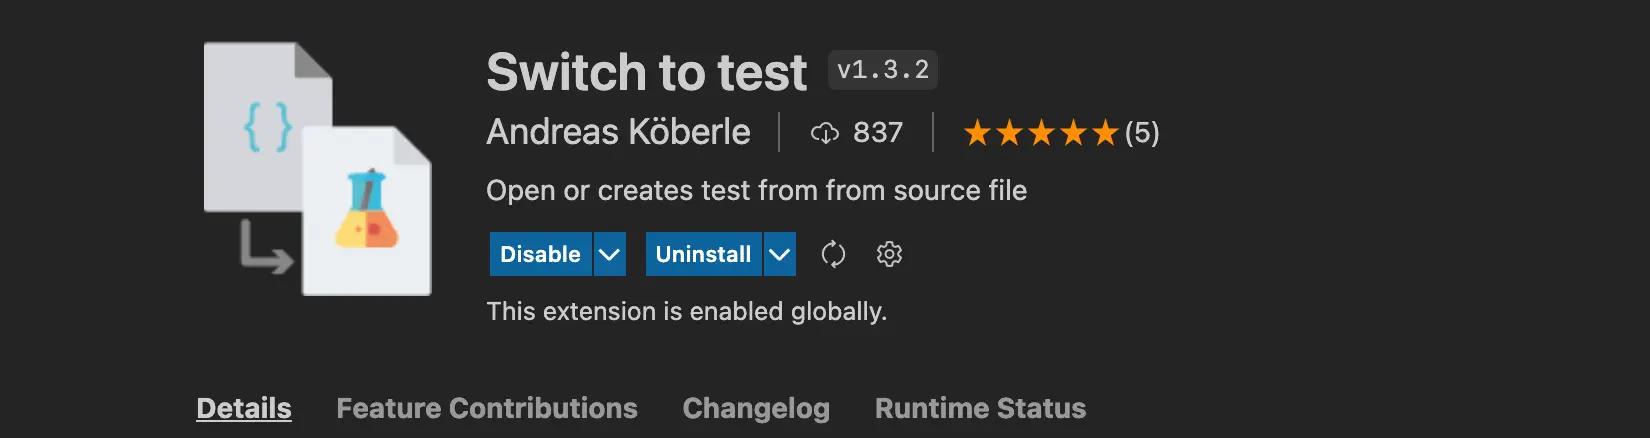 Switch to test v1.3.2
Andreas Köberle 837 (5)
Open or creates test from from source file
Disable Uninstall
This extension is enabled globally.
Details Feature Contributions Changelog Runtime Status